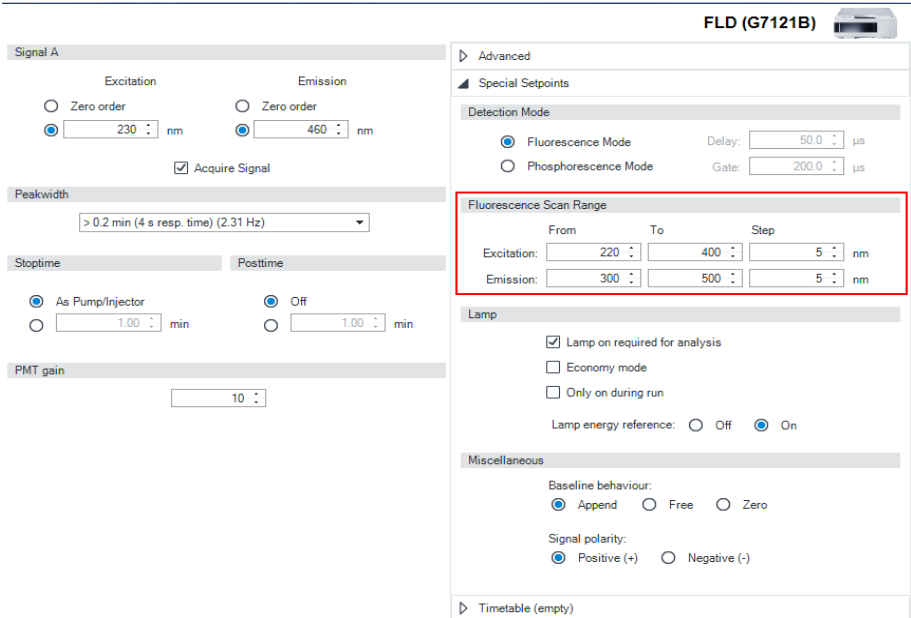 FLD (G7121B)
Signal A
Excitation Emission
Zero order Zero order
230 nm 460 nm
Acquire Signal
Peakwidth
> 0.2 min (4 s resp. time) (2.31 Hz)
Stoptime Posttime
As Pump/Injector Off
1.00 min 1.00 min
PMT gain
10
Advanced
Special Setpoints
Detection Mode
Fluorescence Mode Delay: 50.0 µs
Phosphorescence Mode Gate: 200.0 µs
Fluorescence Scan Range
From To Step
Excitation: 220 400 5 nm
Emission: 300 500 5 nm
Lamp
Lamp on required for analysis
Economy mode
Only on during run
Lamp energy reference: Off On
Miscellaneous
Baseline behaviour:
Append Free Zero
Signal polarity:
Positive (+) Negative (-)
Timetable (empty)